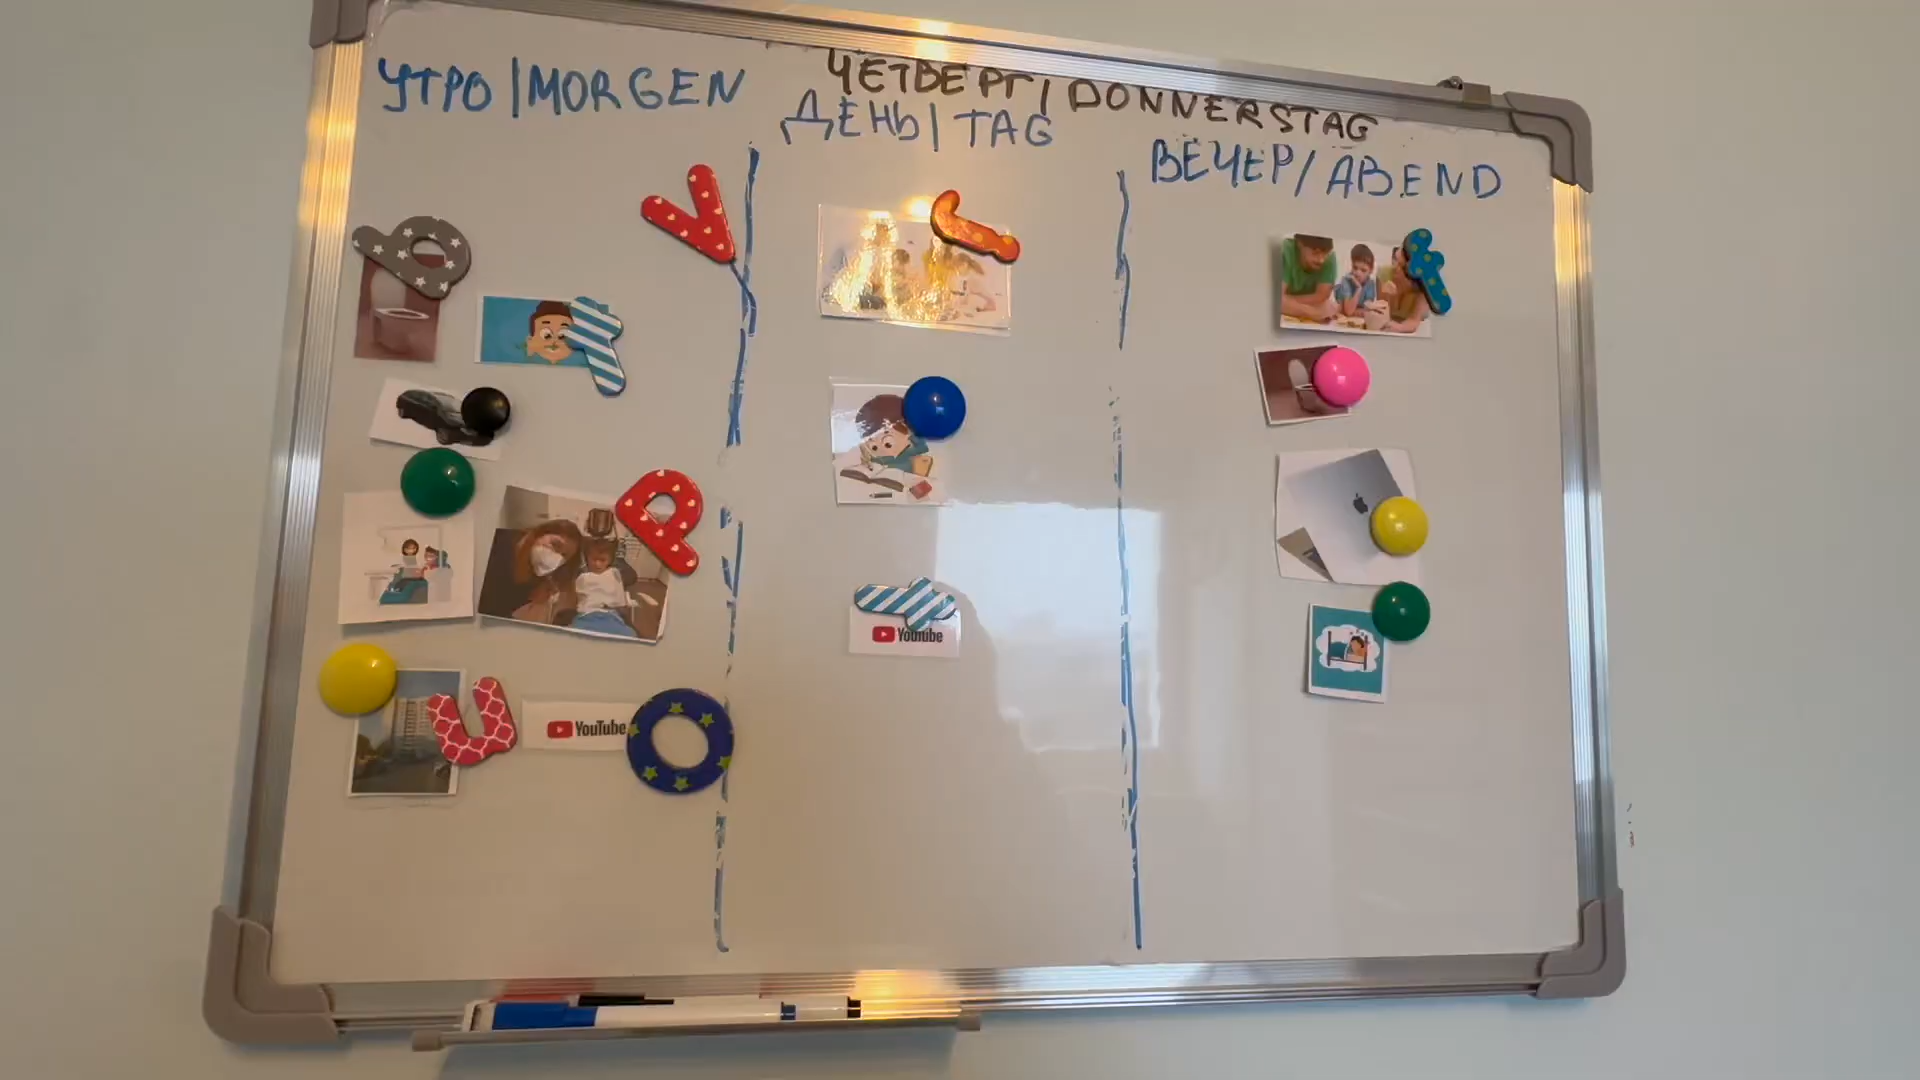 УТРО | MORGEN
ЧЕТВЕРГ | DONNERSTAG
ДЕНЬ | TAG
ВЕЧЕР / ABEND
YouTube
YouTube